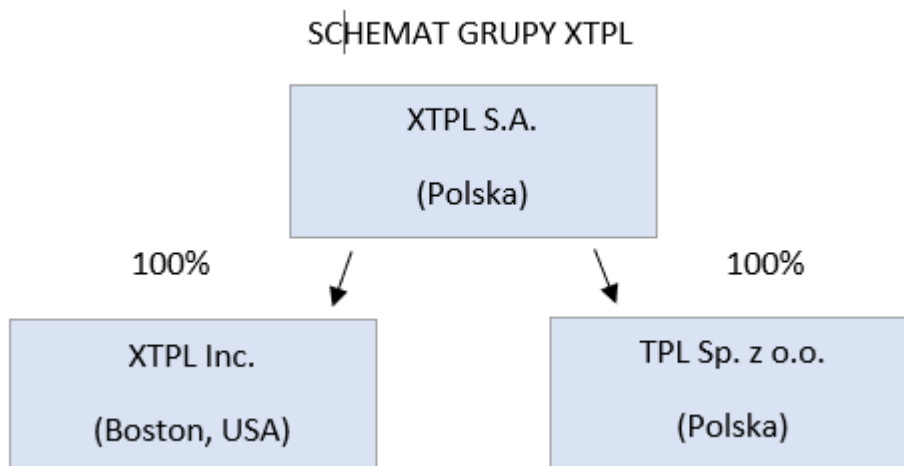 SCHEMAT GRUPY XTPL
XTPL S.A.
(Polska)
100%
100%
XTPL Inc.
(Boston, USA)
TPL Sp. z o.o.
(Polska)